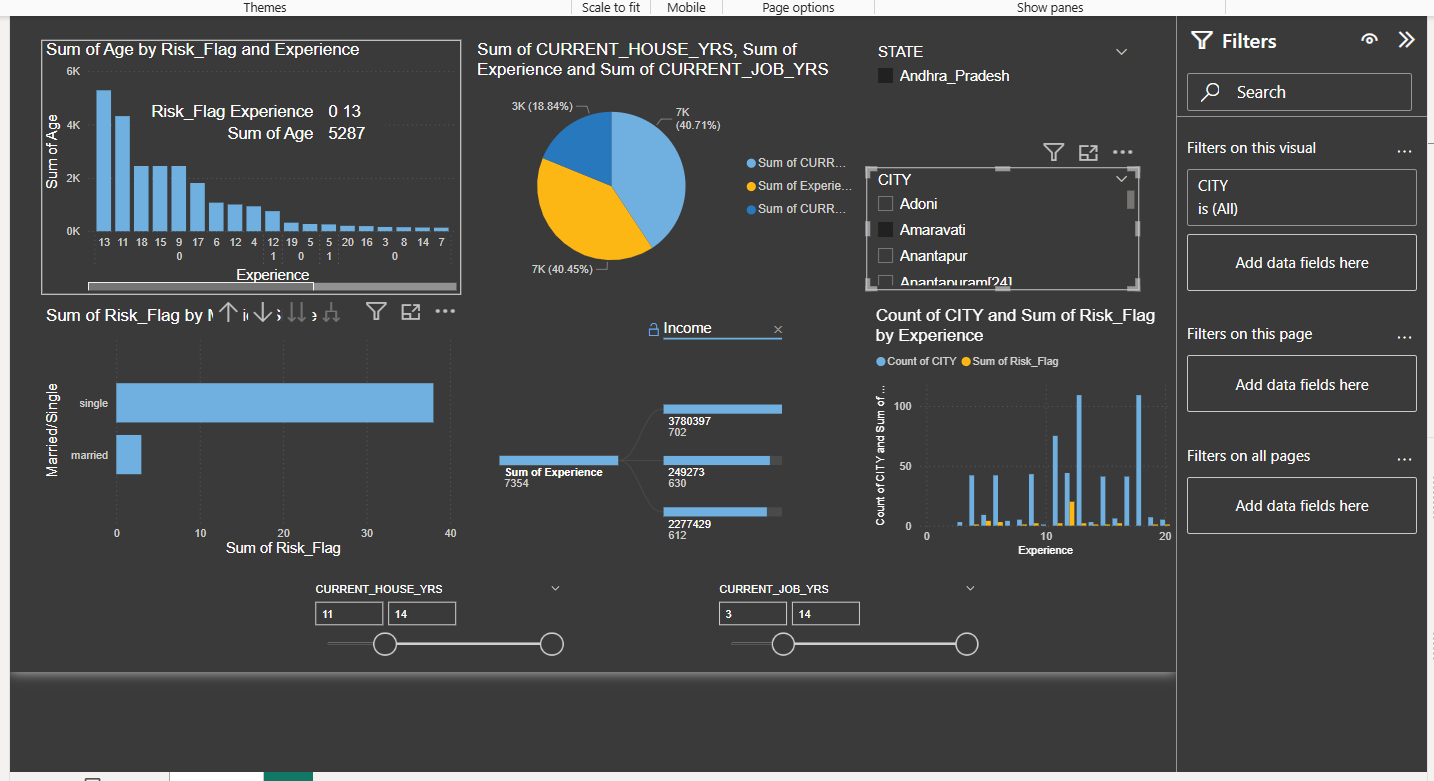 Themes
Scale to fit
Mobile
Page options
Show panes
Sum of Age by Risk_Flag and Experience
6K
4K
2K
0K
Sum of Age
Risk_Flag Experience 0 13
Sum of Age 5287
13 11 18 15 9 17 6 12 4 12 19 5 5 20 16 3 8 14 7
0 1 0 1 0
Experience
Sum of CURRENT_HOUSE_YRS, Sum of
Experience and Sum of CURRENT_JOB_YRS
3K (18.84%)
7K
(40.71%)
7K (40.45%)
Sum of CURR...
Sum of Experie...
Sum of CURR...
STATE
Andhra_Pradesh
CITY
Adoni
Amaravati
Anantapur
Anantapuram[24]
Sum of Risk_Flag by
Married/Single
single
married
0 10 20 30 40
Sum of Risk_Flag
Income
Sum of Experience
7354
3780397
702
249273
630
2277429
612
Count of CITY and Sum of Risk_Flag
by Experience
Count of CITY
Sum of Risk_Flag
Count of CITY and Sum of ...
100
50
0
0 10 20
Experience
CURRENT_HOUSE_YRS
11 14
CURRENT_JOB_YRS
3 14
Filters
Search
Filters on this visual
...
CITY
is (All)
Add data fields here
Filters on this page
...
Add data fields here
Filters on all pages
...
Add data fields here